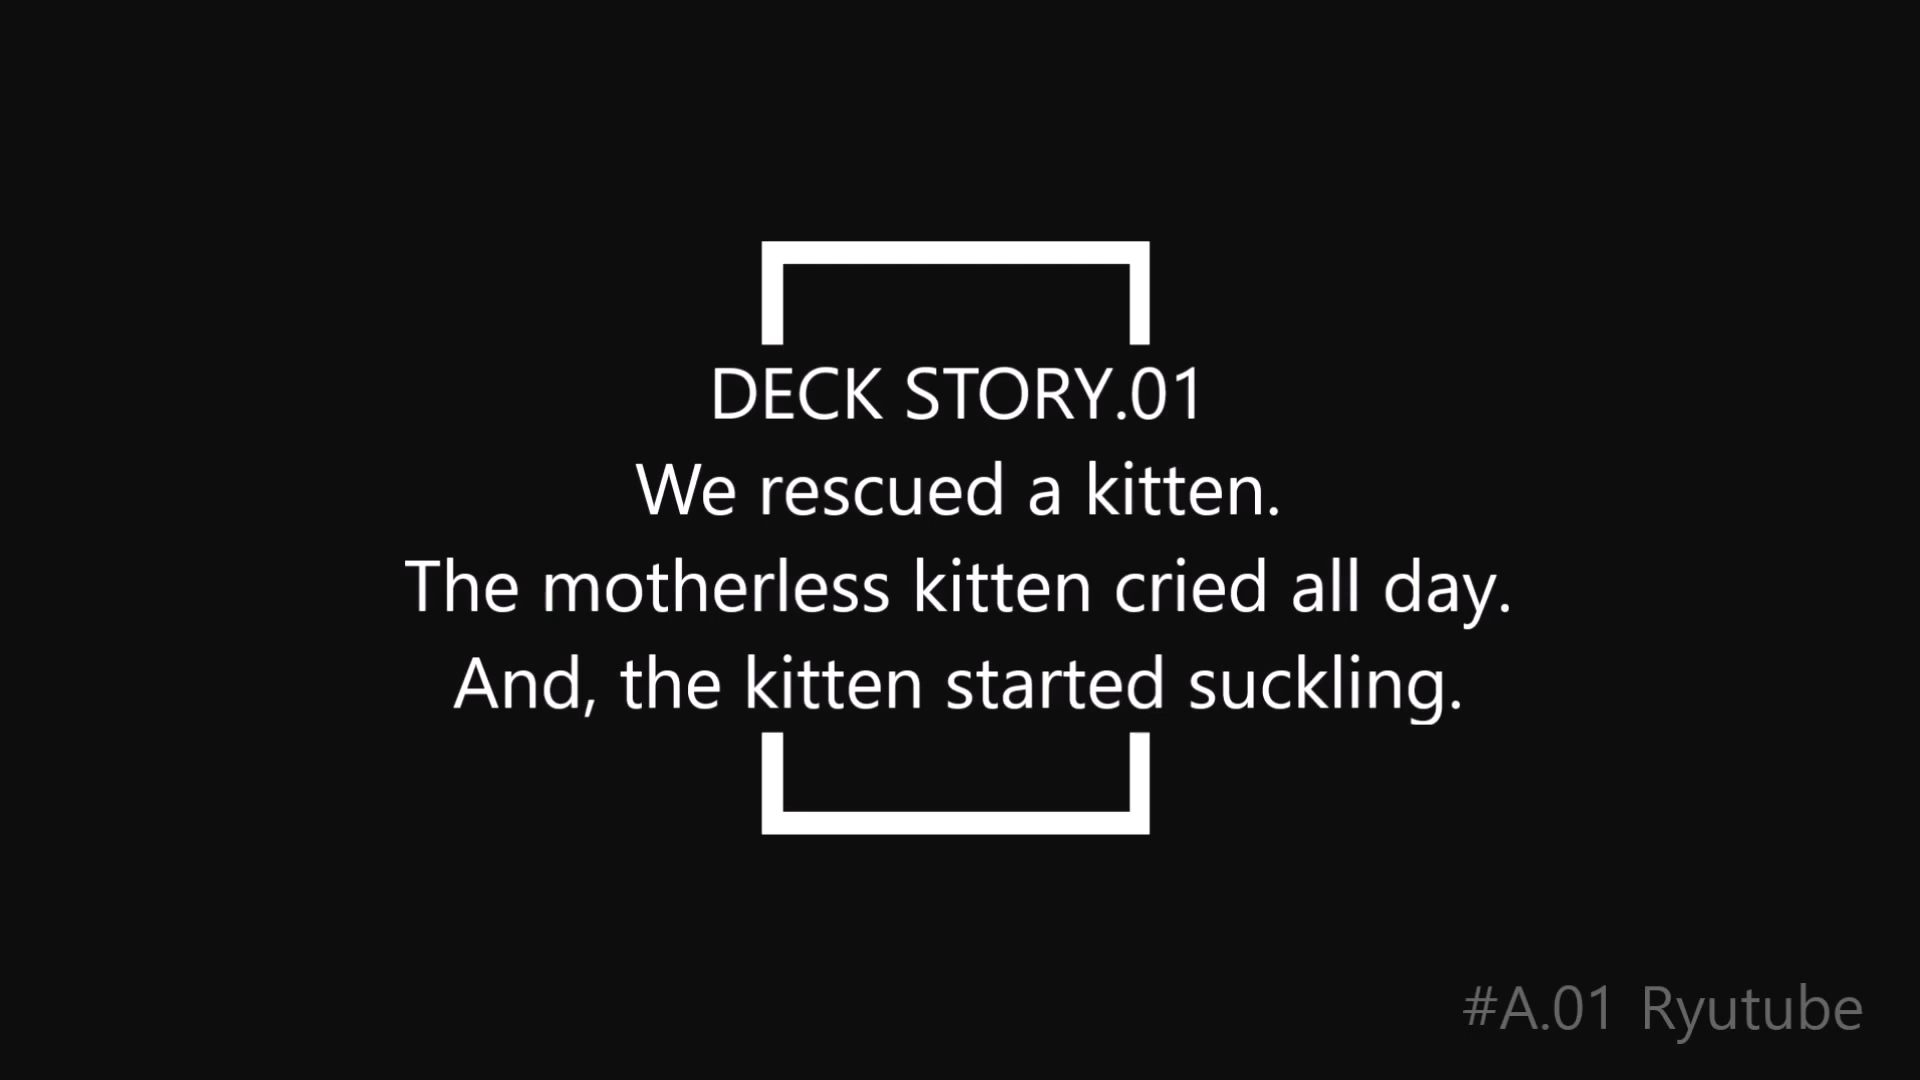 DECK STORY.01
We rescued a kitten.
The motherless kitten cried all day.
And, the kitten started suckling.
#A.01 Ryutube